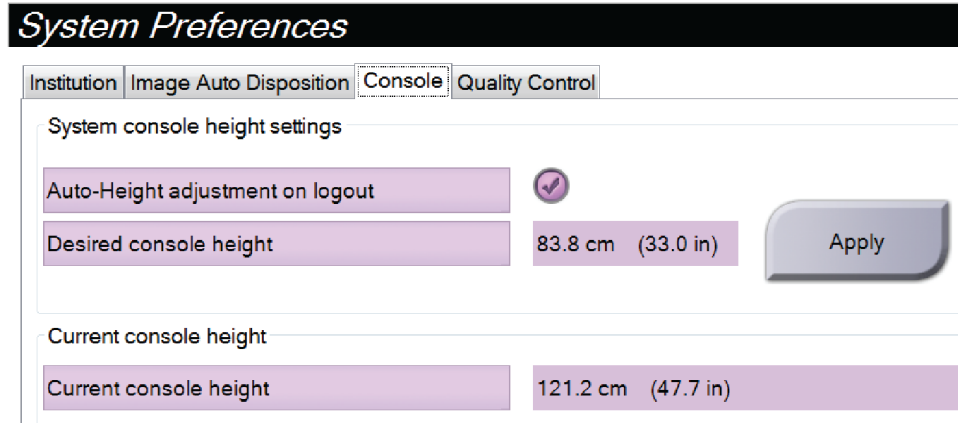 System Preferences
Institution Image Auto Disposition Console Quality Control
System console height settings
Auto-Height adjustment on logout
Desired console height 83.8 cm (33.0 in) Apply
Current console height
Current console height 121.2 cm (47.7 in)